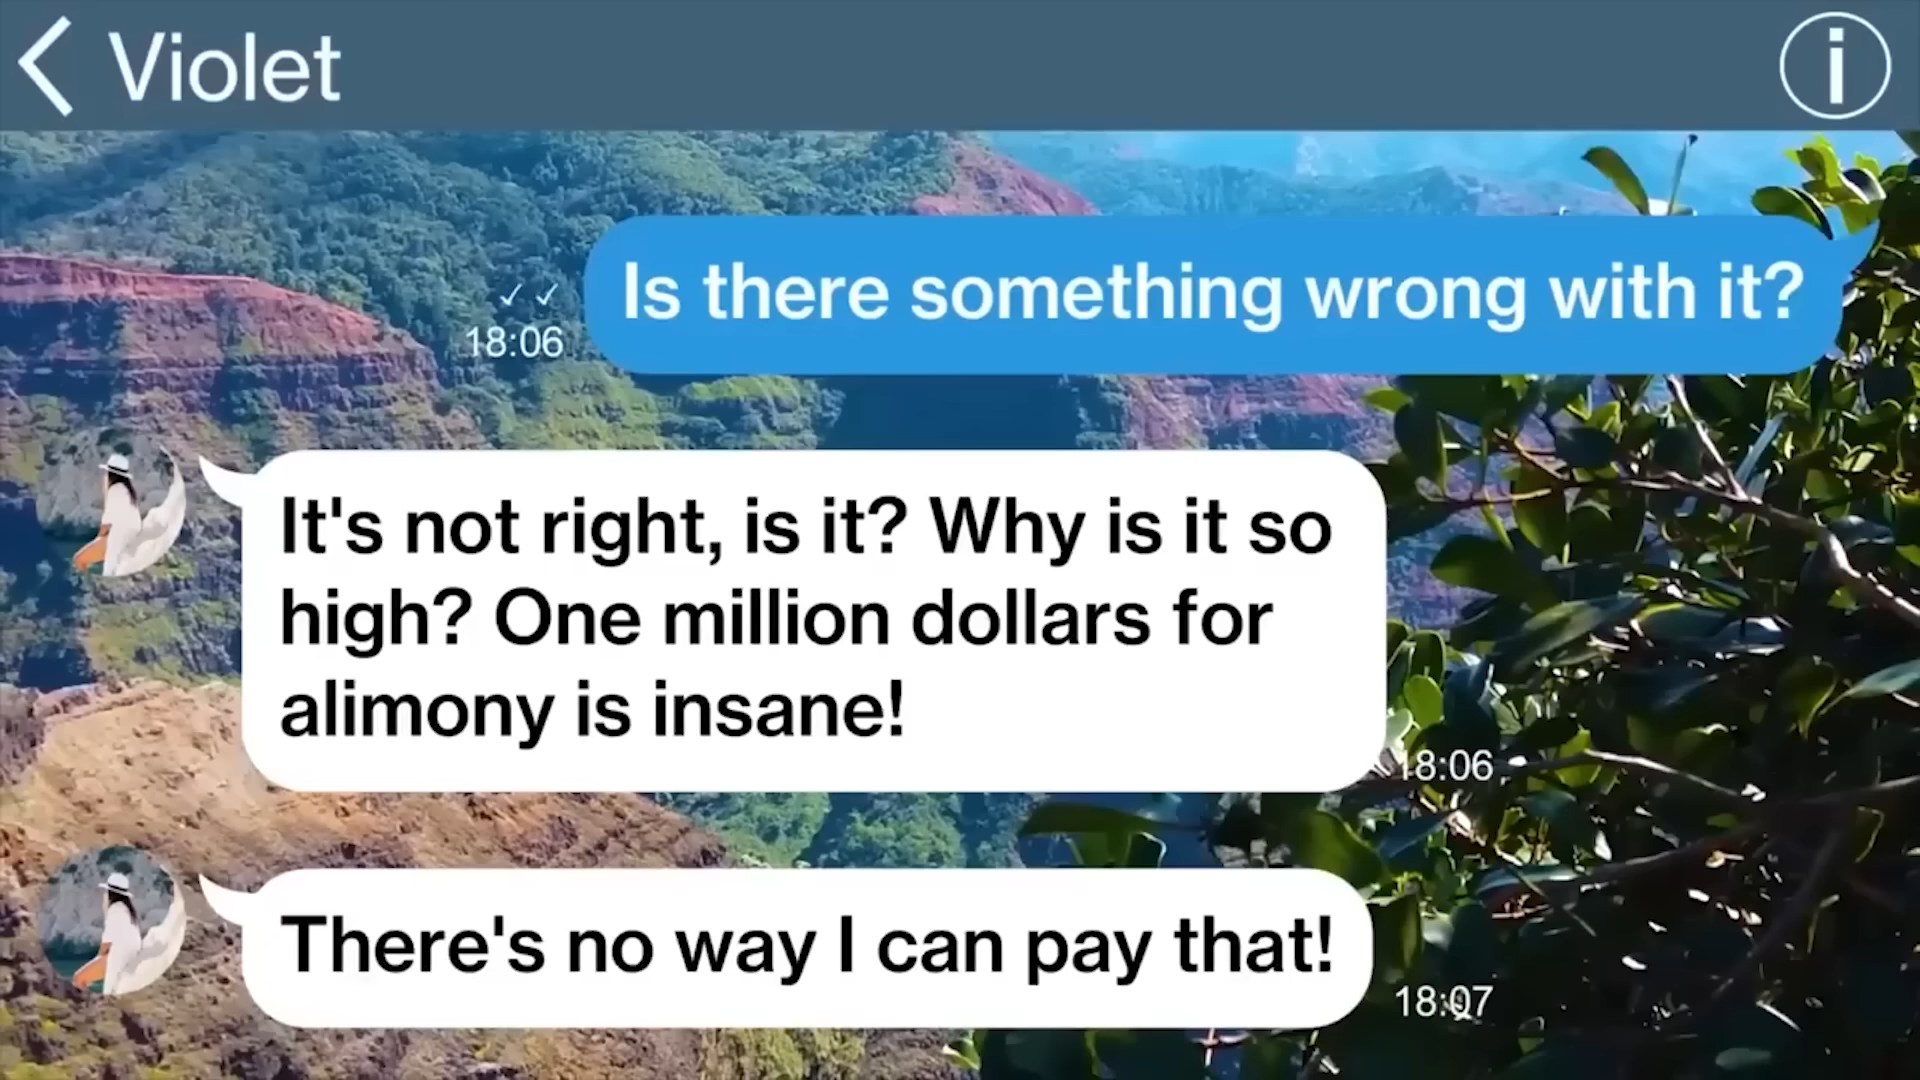 Violet
Is there something wrong with it?
18:06
It's not right, is it? Why is it so
high? One million dollars for
alimony is insane!
18:06
There's no way I can pay that!
18:07